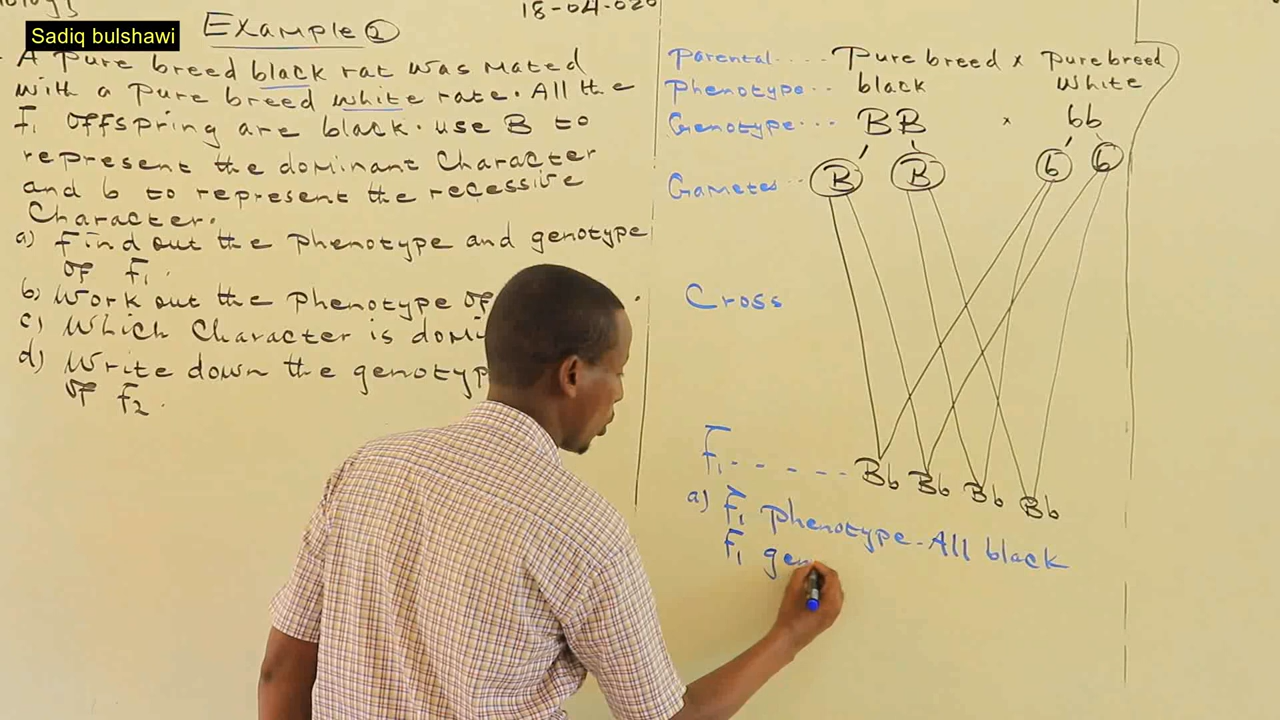 18-04-020
Sadiq bulshawi
Example 2
A pure breed black rat was mated
with a pure breed white rate. All the
F1 offspring are black. use B to
represent the dominant character
and b to represent the recessive
Character.
a) Find out the phenotype and genotype
of F1.
b) Work out the phenotype of
c) Which Character is domi
d) Write down the genotyp
of F2.
Parental .... Pure breed x pure breed
Phenotype .. black white
Genotype ... BB x bb
Gametes .. B B b b
Cross
F1 - - - - - Bb Bb Bb Bb
a) F1 phenotype - All black
F1 gen